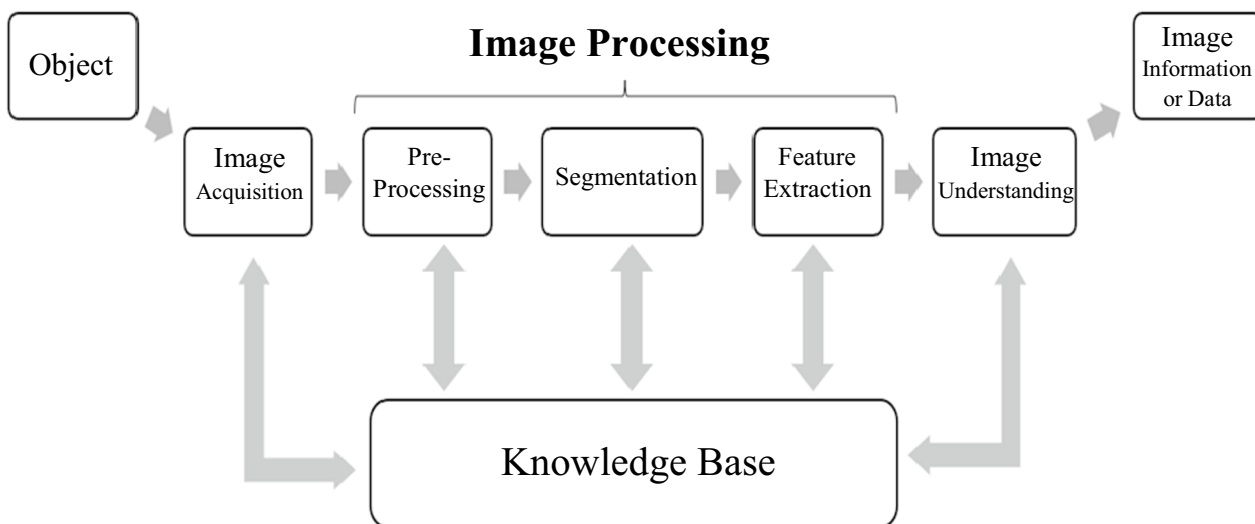 Object
Image Processing
Image
Information
or Data
Image
Acquisition
Pre-
Processing
Segmentation
Feature
Extraction
Image
Understanding
Knowledge Base